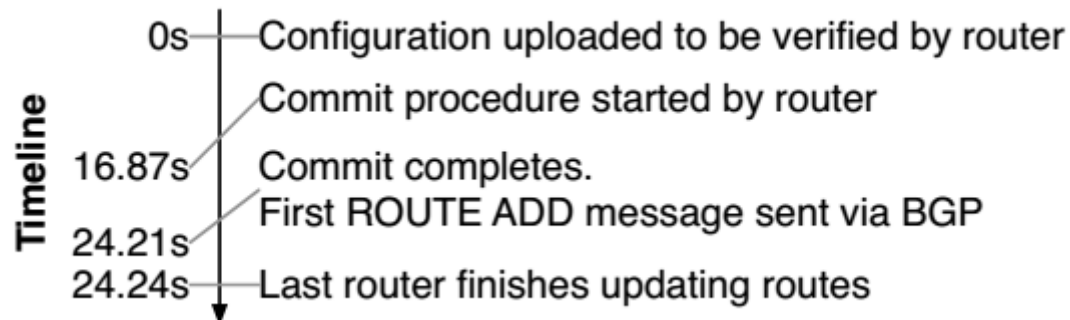 Timeline
0s
Configuration uploaded to be verified by router
Commit procedure started by router
16.87s
Commit completes.
First ROUTE ADD message sent via BGP
24.21s
24.24s
Last router finishes updating routes